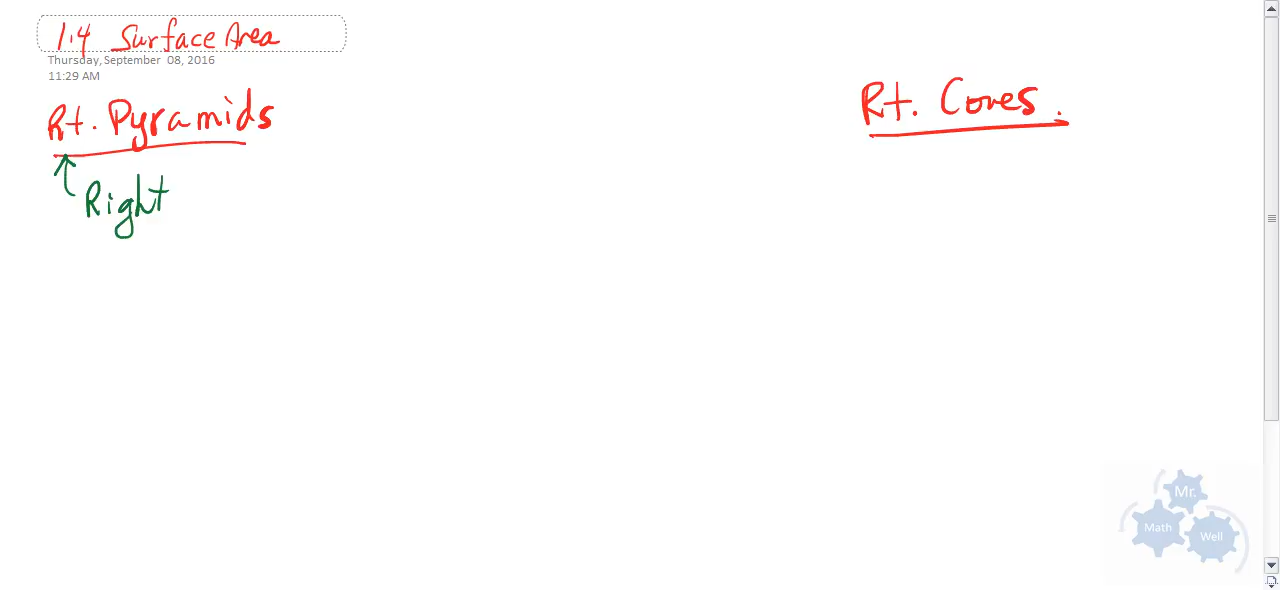 1.4 Surface Area
Thursday, September 08, 2016
11:29 AM
Rt. Pyramids
Rt. Cones.
Right
Mr.
Math
Well